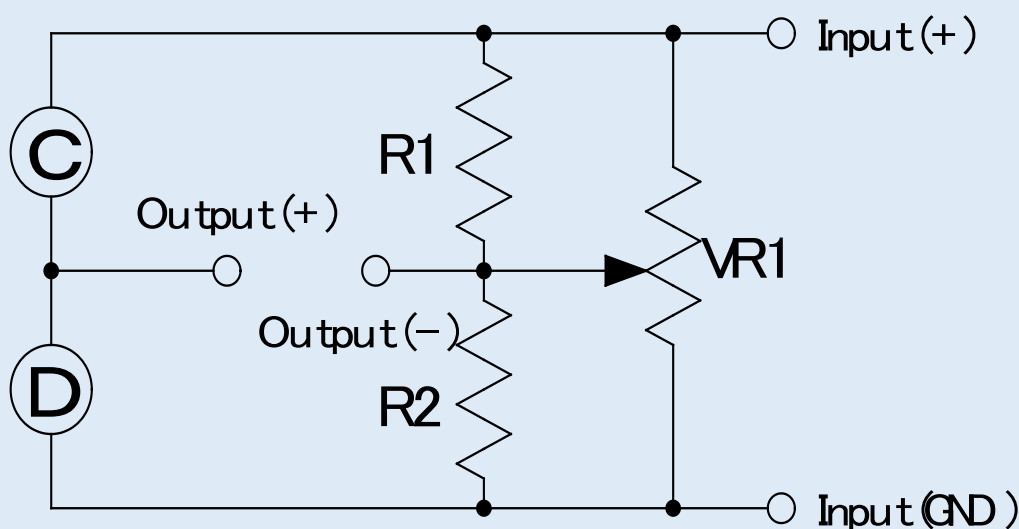 Input(+)
C
R1
Output(+)
VR1
Output(−)
D
R2
Input(GND)